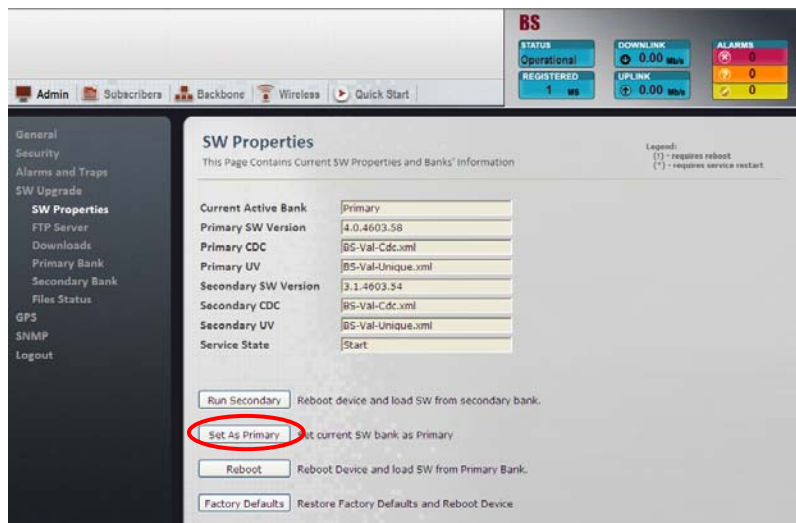 BS
STATUS
Operational
DOWNLINK
0.00 Mb/s
ALARMS
0
REGISTERED
1 MS
UPLINK
0.00 Mb/s
0
0
Admin Subscribers Backbone Wireless Quick Start
General
Security
Alarms and Traps
SW Upgrade
SW Properties
FTP Server
Downloads
Primary Bank
Secondary Bank
Files Status
GPS
SNMP
Logout
SW Properties
This Page Contains Current SW Properties and Banks' Information
Legend:
(!) - requires reboot
(*) - requires service restart
Current Active Bank Primary
Primary SW Version 4.0.4603.58
Primary CDC BS-Val-Cdc.xml
Primary UV BS-Val-Unique.xml
Secondary SW Version 3.1.4603.54
Secondary CDC BS-Val-Cdc.xml
Secondary UV BS-Val-Unique.xml
Service State Start
Run Secondary Reboot device and load SW from secondary bank.
Set As Primary Set current SW bank as Primary
Reboot Reboot Device and load SW from Primary Bank.
Factory Defaults Restore Factory Defaults and Reboot Device